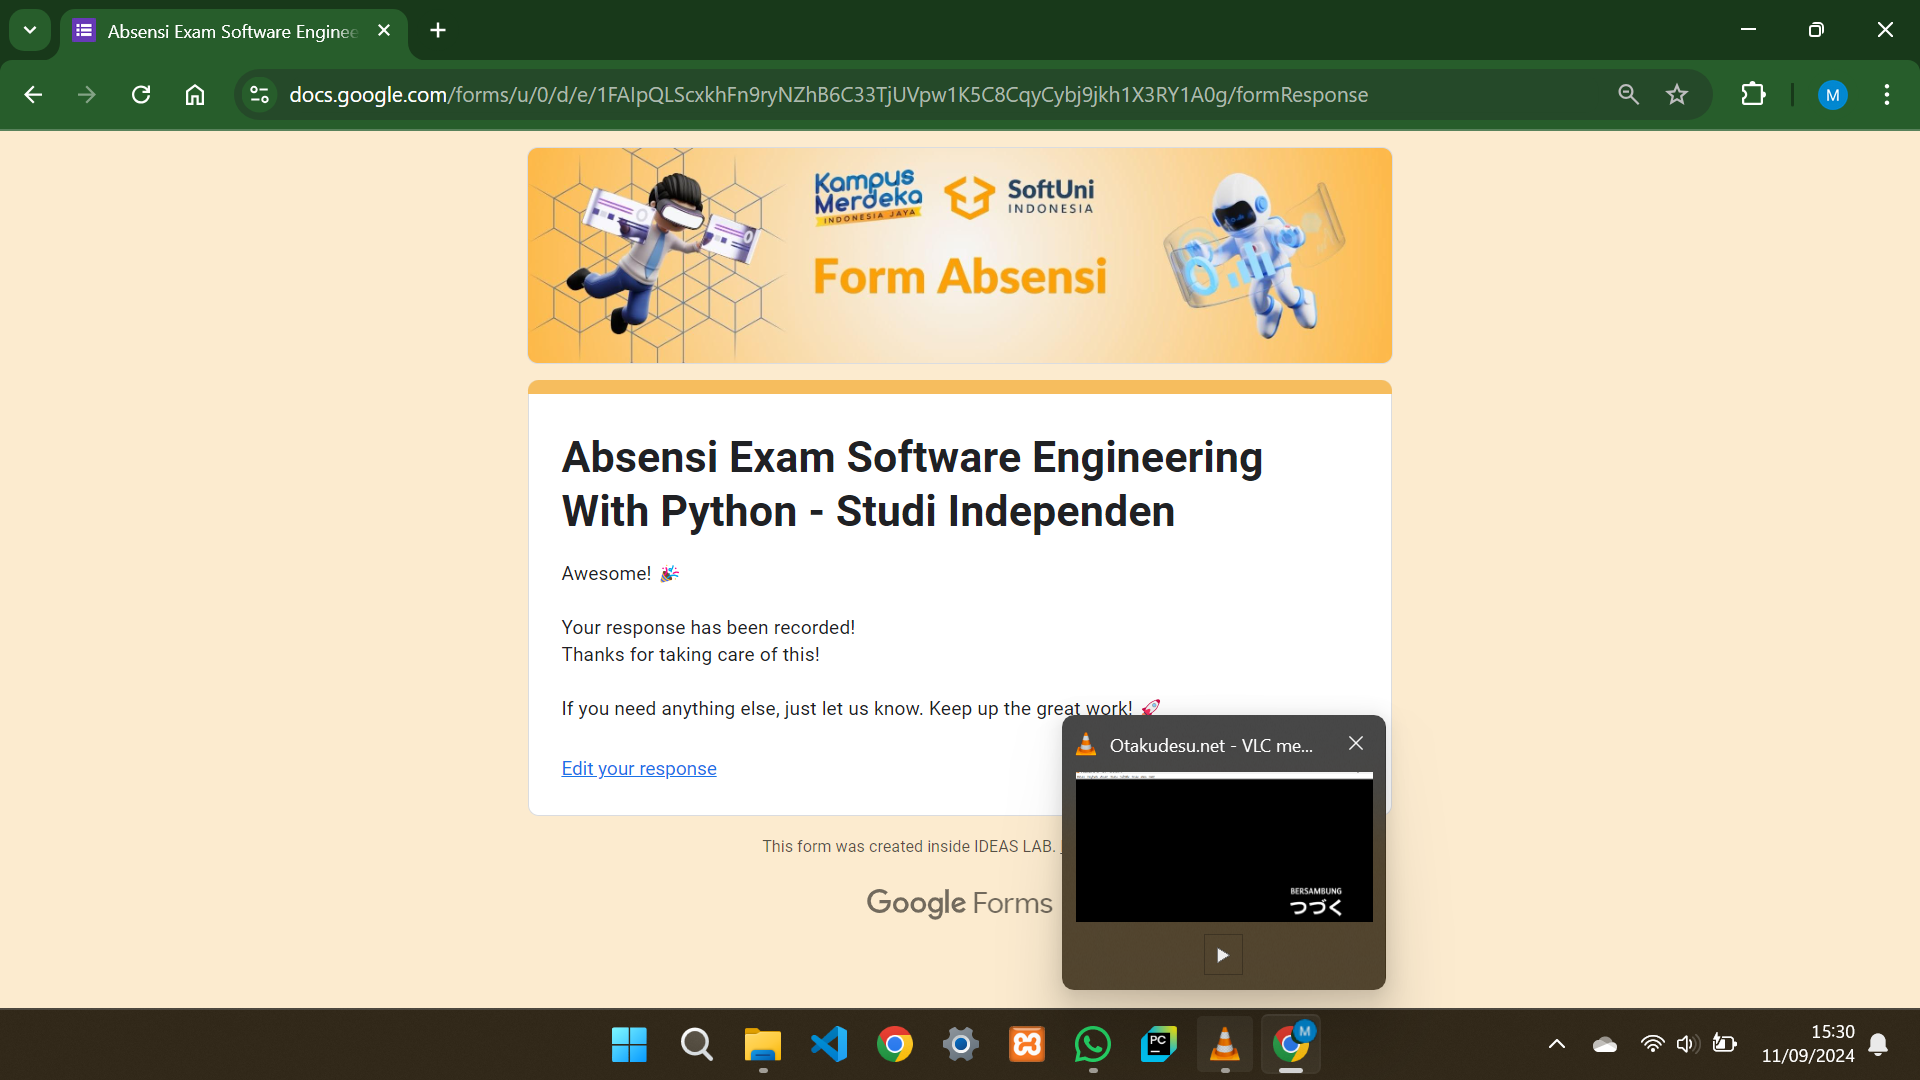 Absensi Exam Software Enginee
docs.google.com/forms/u/0/d/e/1FAIpQLScxkhFn9ryNZhB6C33TjUVpw1K5C8CqyCybj9jkh1X3RY1A0g/formResponse
M
Kampus
Merdeka
INDONESIA JAYA
SoftUni
INDONESIA
Form Absensi
Absensi Exam Software Engineering
With Python - Studi Independen
Awesome! 🎉
Your response has been recorded!
Thanks for taking care of this!
If you need anything else, just let us know. Keep up the great work! 🚀
Edit your response
This form was created inside IDEAS LAB.
Google Forms
Otakudesu.net - VLC me...
BERSAMBUNG
つづく
PC
M
15:30
11/09/2024